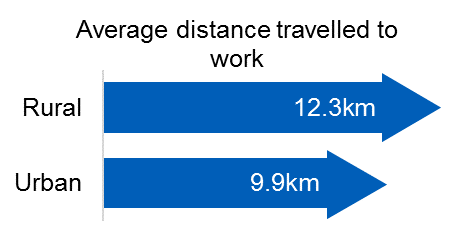 Average distance travelled to
work
Rural
12.3km
Urban
9.9km